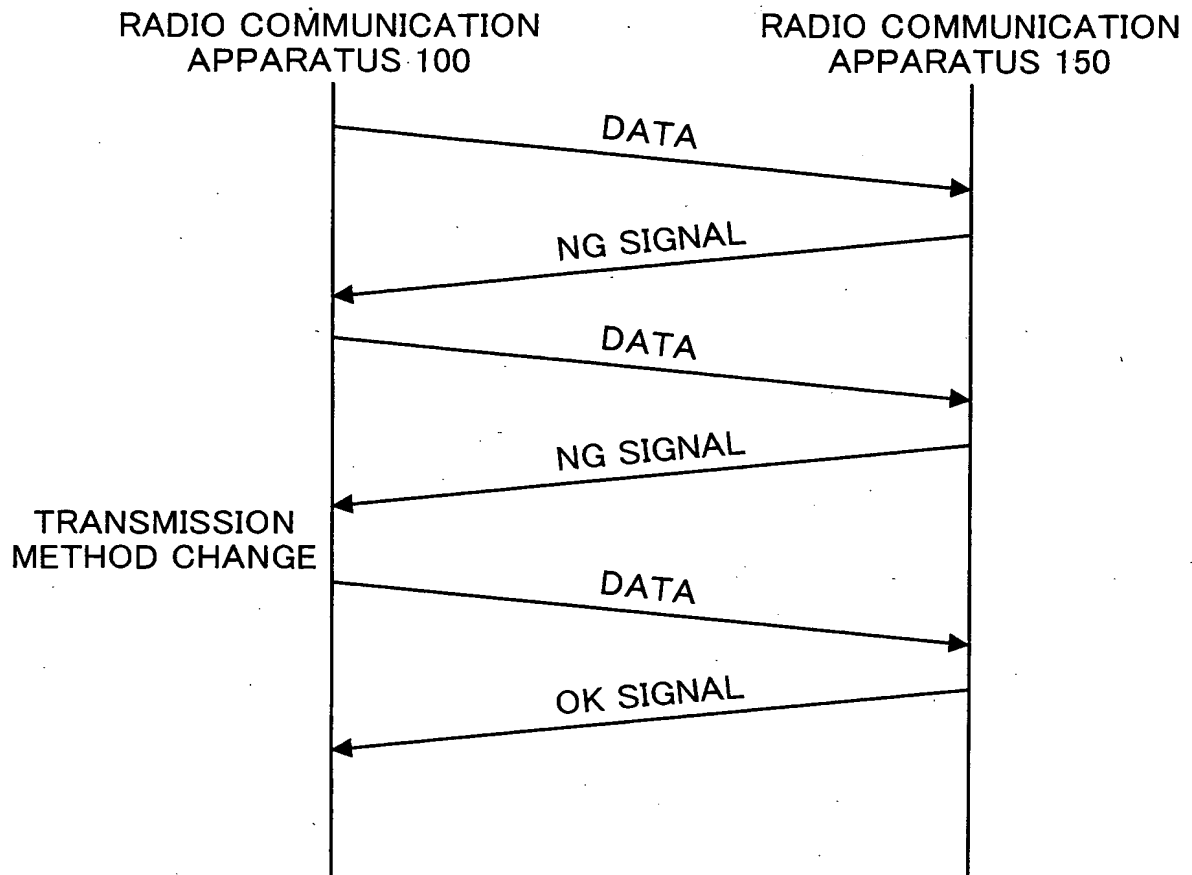 RADIO COMMUNICATION
APPARATUS 100
RADIO COMMUNICATION
APPARATUS 150
DATA
NG SIGNAL
DATA
NG SIGNAL
TRANSMISSION
METHOD CHANGE
DATA
OK SIGNAL